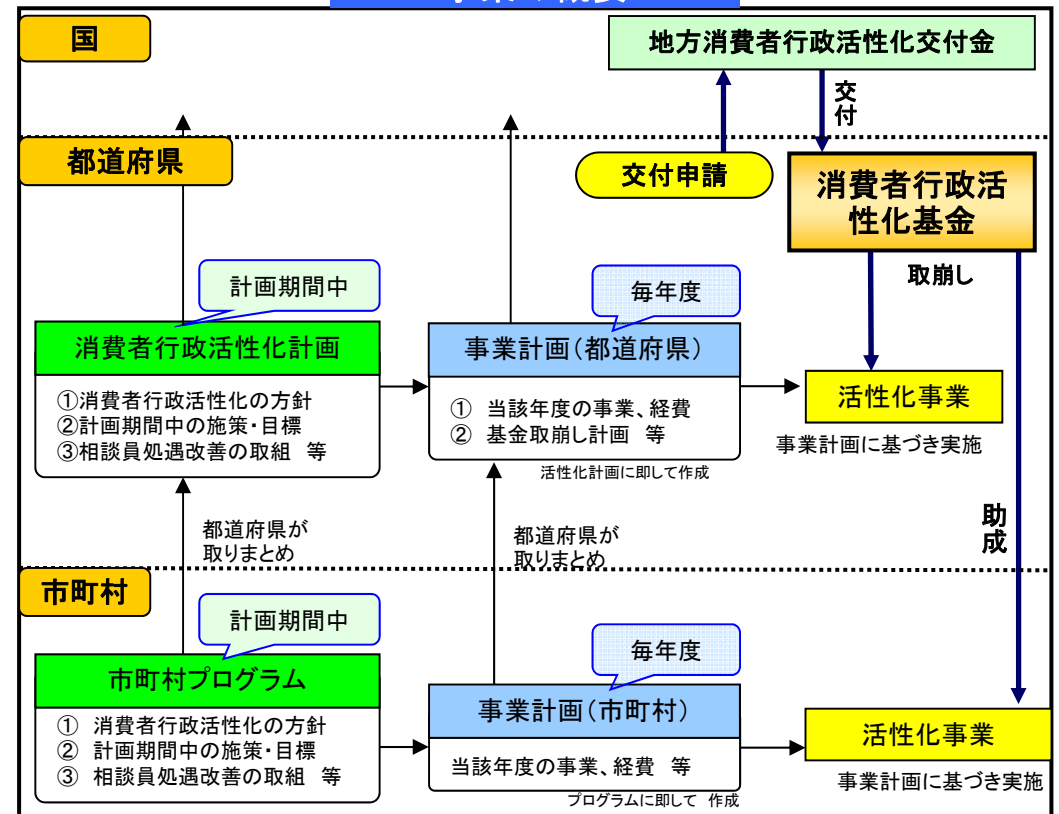 国
地方消費者行政活性化交付金
交付
都道府県
交付申請
消費者行政活
性化基金
取崩し
計画期間中
毎年度
消費者行政活性化計画
①消費者行政活性化の方針
②計画期間中の施策・目標
③相談員処遇改善の取組 等
事業計画(都道府県)
① 当該年度の事業、経費
② 基金取崩し計画 等
活性化計画に即して作成
活性化事業
事業計画に基づき実施
都道府県が
取りまとめ
都道府県が
取りまとめ
助成
市町村
計画期間中
毎年度
市町村プログラム
① 消費者行政活性化の方針
② 計画期間中の施策・目標
③ 相談員処遇改善の取組 等
事業計画(市町村)
当該年度の事業、経費 等
プログラムに即して 作成
活性化事業
事業計画に基づき実施